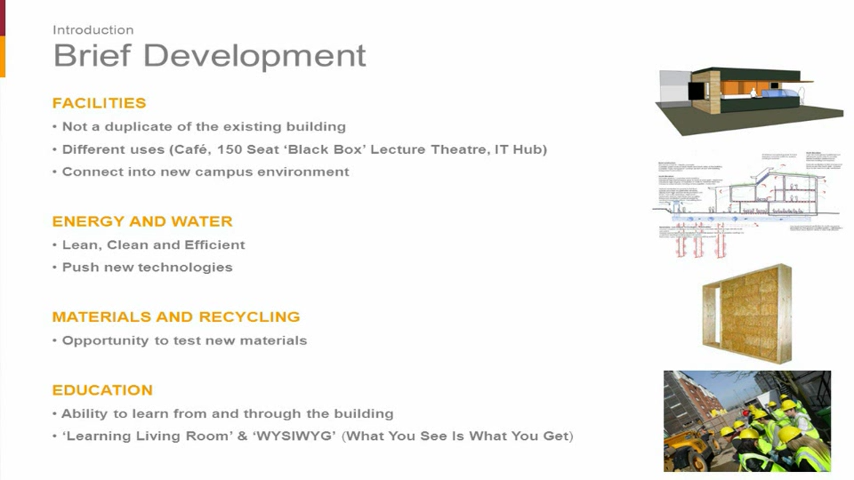 Introduction
Brief Development
FACILITIES
• Not a duplicate of the existing building
• Different uses (Café, 150 Seat ‘Black Box’ Lecture Theatre, IT Hub)
• Connect into new campus environment
ENERGY AND WATER
• Lean, Clean and Efficient
• Push new technologies
MATERIALS AND RECYCLING
• Opportunity to test new materials
EDUCATION
• Ability to learn from and through the building
• ‘Learning Living Room’ & ‘WYSIWYG’ (What You See Is What You Get)